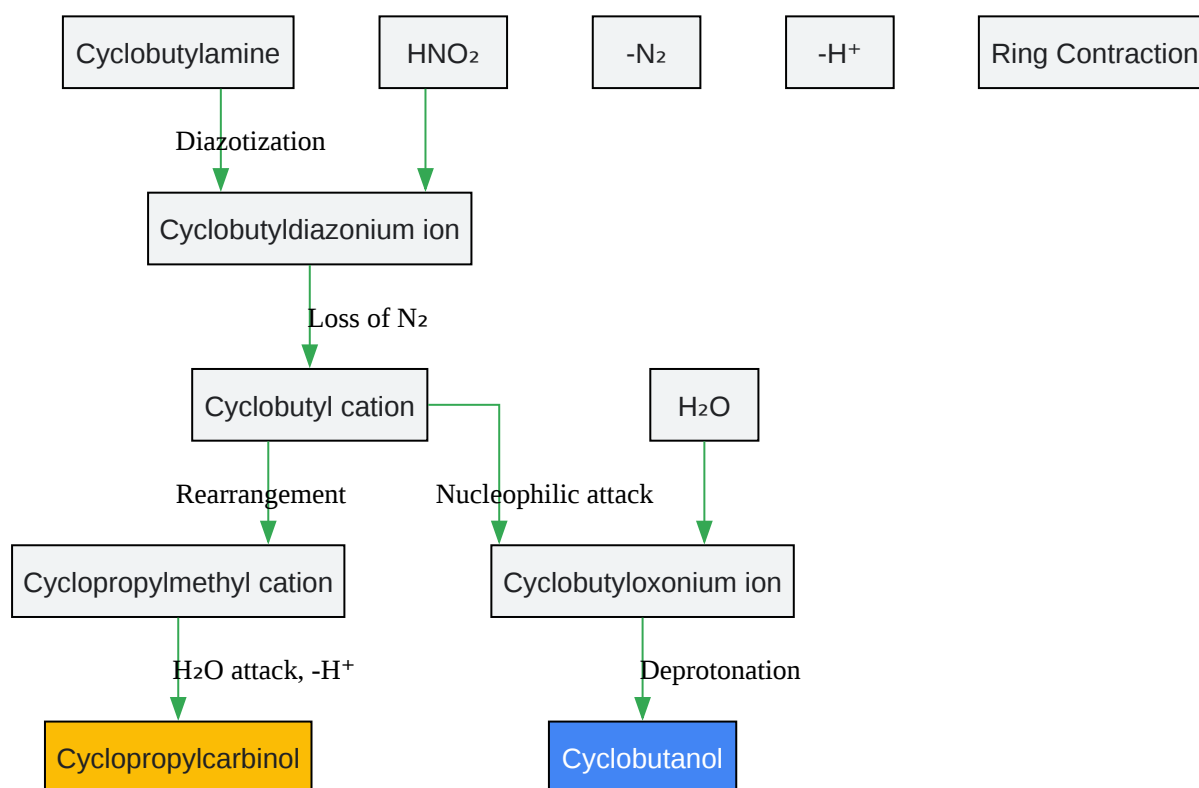 Cyclobutylamine
HNO₂
-N₂
-H⁺
Ring Contraction
Diazotization
Cyclobutyldiazonium ion
Loss of N₂
Cyclobutyl cation
H₂O
Rearrangement
Nucleophilic attack
Cyclopropylmethyl cation
Cyclobutyloxonium ion
H₂O attack, -H⁺
Deprotonation
Cyclopropylcarbinol
Cyclobutanol